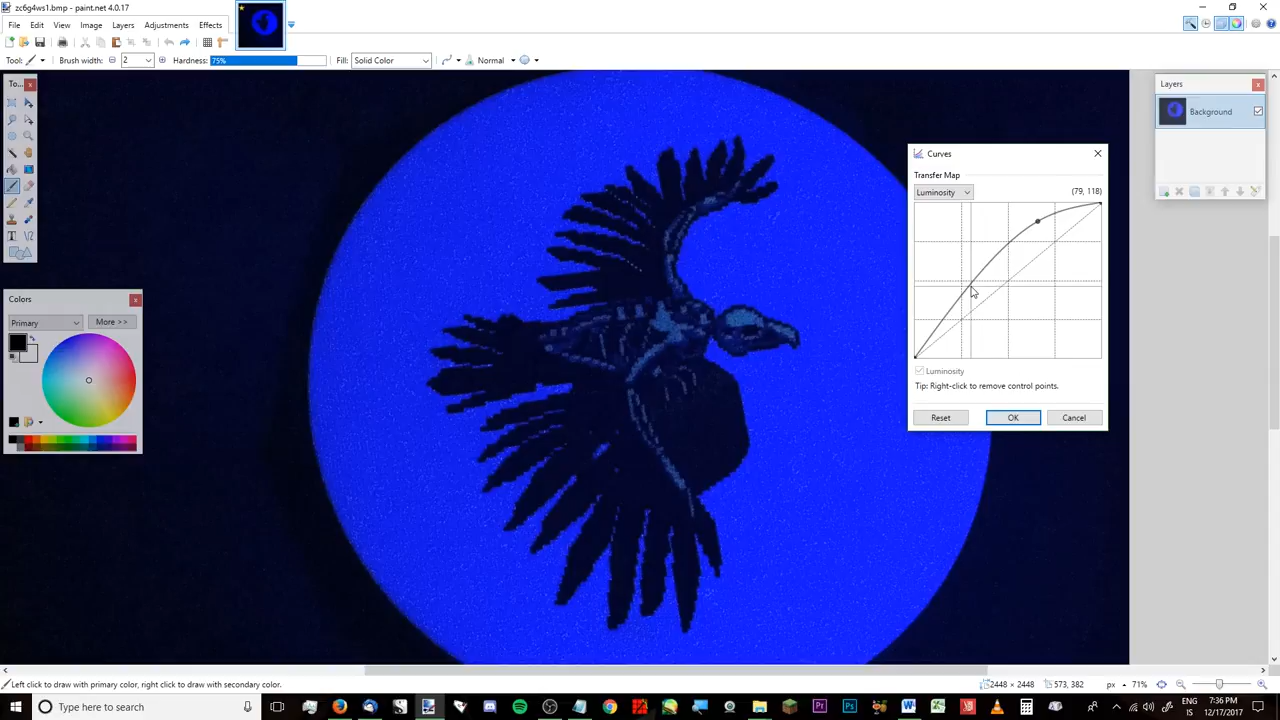 zc6g4ws1.bmp - paint.net 4.0.17
File Edit View Image Layers Adjustments Effects
Tool: Brush width: 2 Hardness: 75% Fill: Solid Color Normal
To... x
Layers x
Background
Curves
Transfer Map
Luminosity (79, 118)
Luminosity
Tip: Right-click to remove control points.
Reset OK Cancel
Colors x
Primary More >>
Left click to draw with primary color, right click to draw with secondary color.
2448 × 2448 573, 382 px 71%
Type here to search
ENG
7:36 PM
12/17/2017